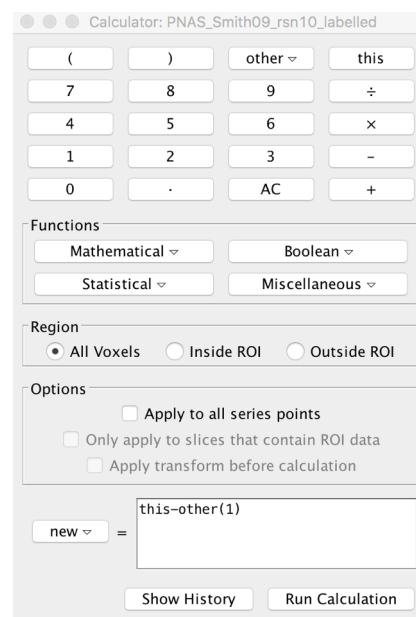 Calculator: PNAS_Smith09_rsn10_labelled
( ) other ▿ this
7 8 9 ÷
4 5 6 ×
1 2 3 –
0 · AC +
Functions
Mathematical ▿ Boolean ▿
Statistical ▿ Miscellaneous ▿
Region
All Voxels Inside ROI Outside ROI
Options
Apply to all series points
Only apply to slices that contain ROI data
Apply transform before calculation
this-other(1)
new ▿ =
Show History Run Calculation